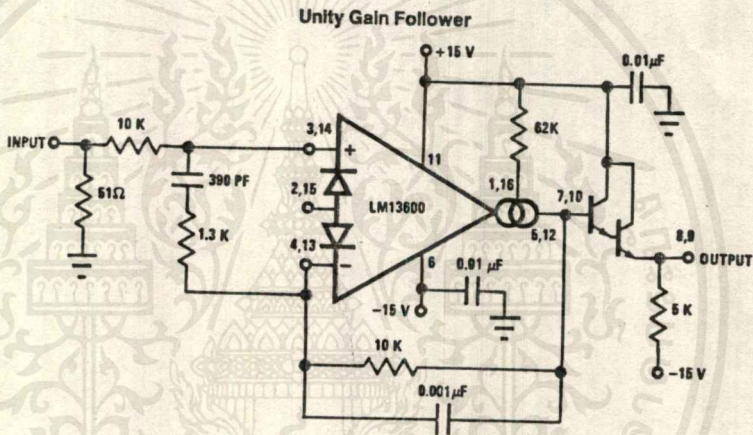 Unity Gain Follower
+15 V
0.01µF
10 K
3,14
62K
INPUT
+
11
390 PF
51Ω
2,15
LM13600
1,16
7,10
5,12
8,9
OUTPUT
1.3 K
4,13
−
6
0.01 µF
5 K
−15 V
−15 V
10 K
0.001µF